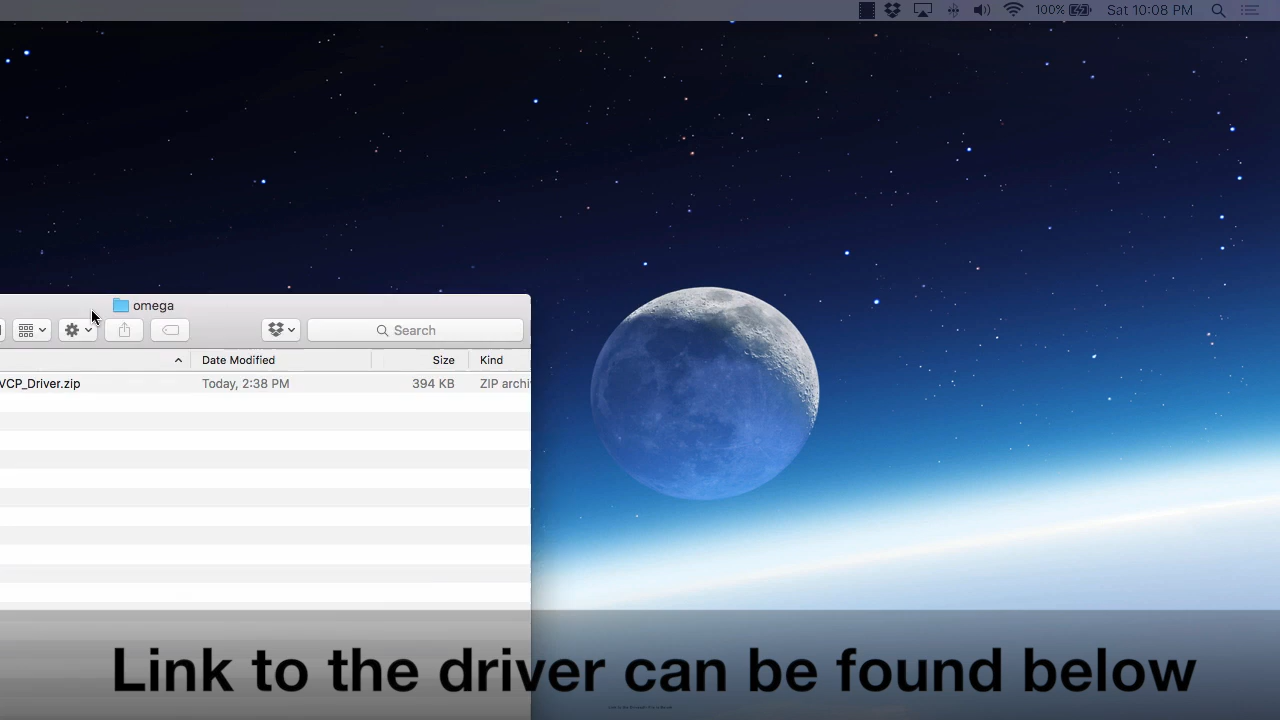 100% Sat 10:08 PM
omega
Search
Date Modified Size Kind
VCP_Driver.zip Today, 2:38 PM 394 KB ZIP archi
Link to the driver can be found below